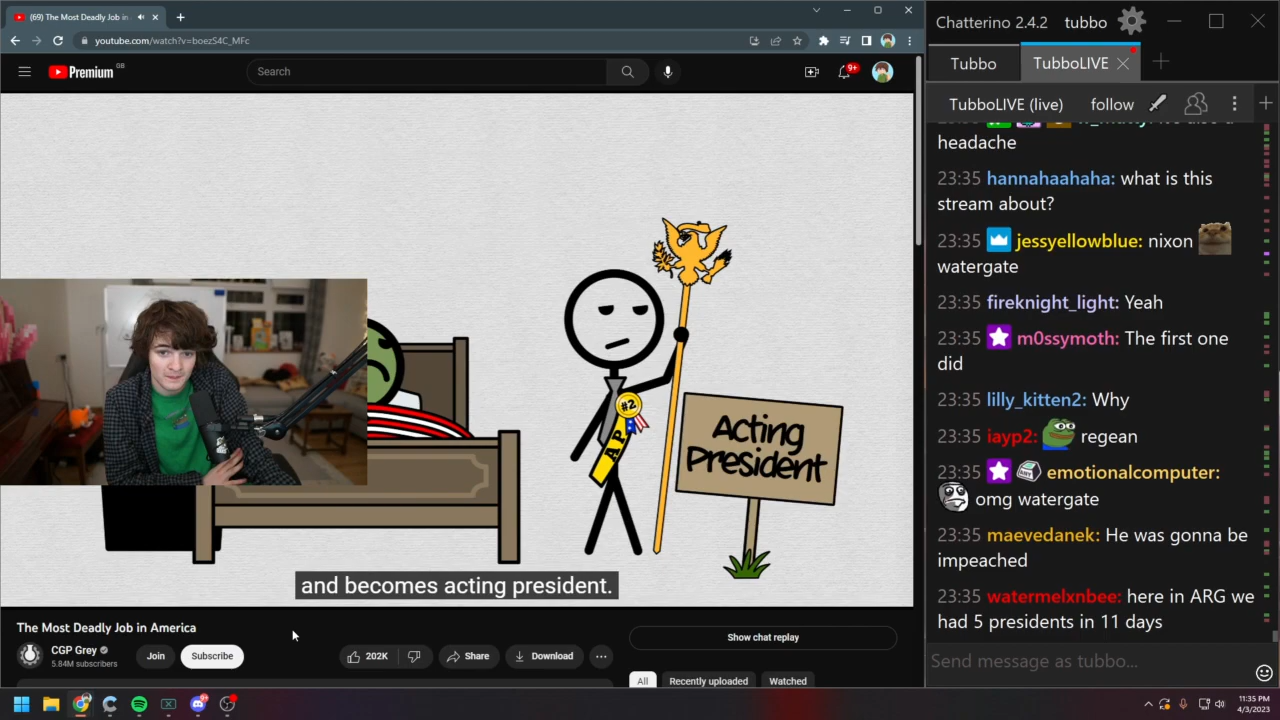 (69) The Most Deadly Job in
youtube.com/watch?v=boezS4C_MFc
Premium GB
Search
9+
#2
AP
Acting
President
and becomes acting president.
The Most Deadly Job in America
CGP Grey
5.84M subscribers
Join
Subscribe
202K
Share
Download
Show chat replay
All
Recently uploaded
Watched
Chatterino 2.4.2
tubbo
Tubbo
TubboLIVE
TubboLIVE (live)
follow
headache
23:35 hannahaahaha: what is this
stream about?
23:35 jessyellowblue: nixon
watergate
23:35 fireknight_light: Yeah
23:35 m0ssymoth: The first one
did
23:35 lilly_kitten2: Why
23:35 iayp2: regean
23:35 ANY emotionalcomputer:
omg watergate
23:35 maevedanek: He was gonna be
impeached
23:35 watermelxnbee: here in ARG we
had 5 presidents in 11 days
Send message as tubbo...
11:35 PM
4/3/2023